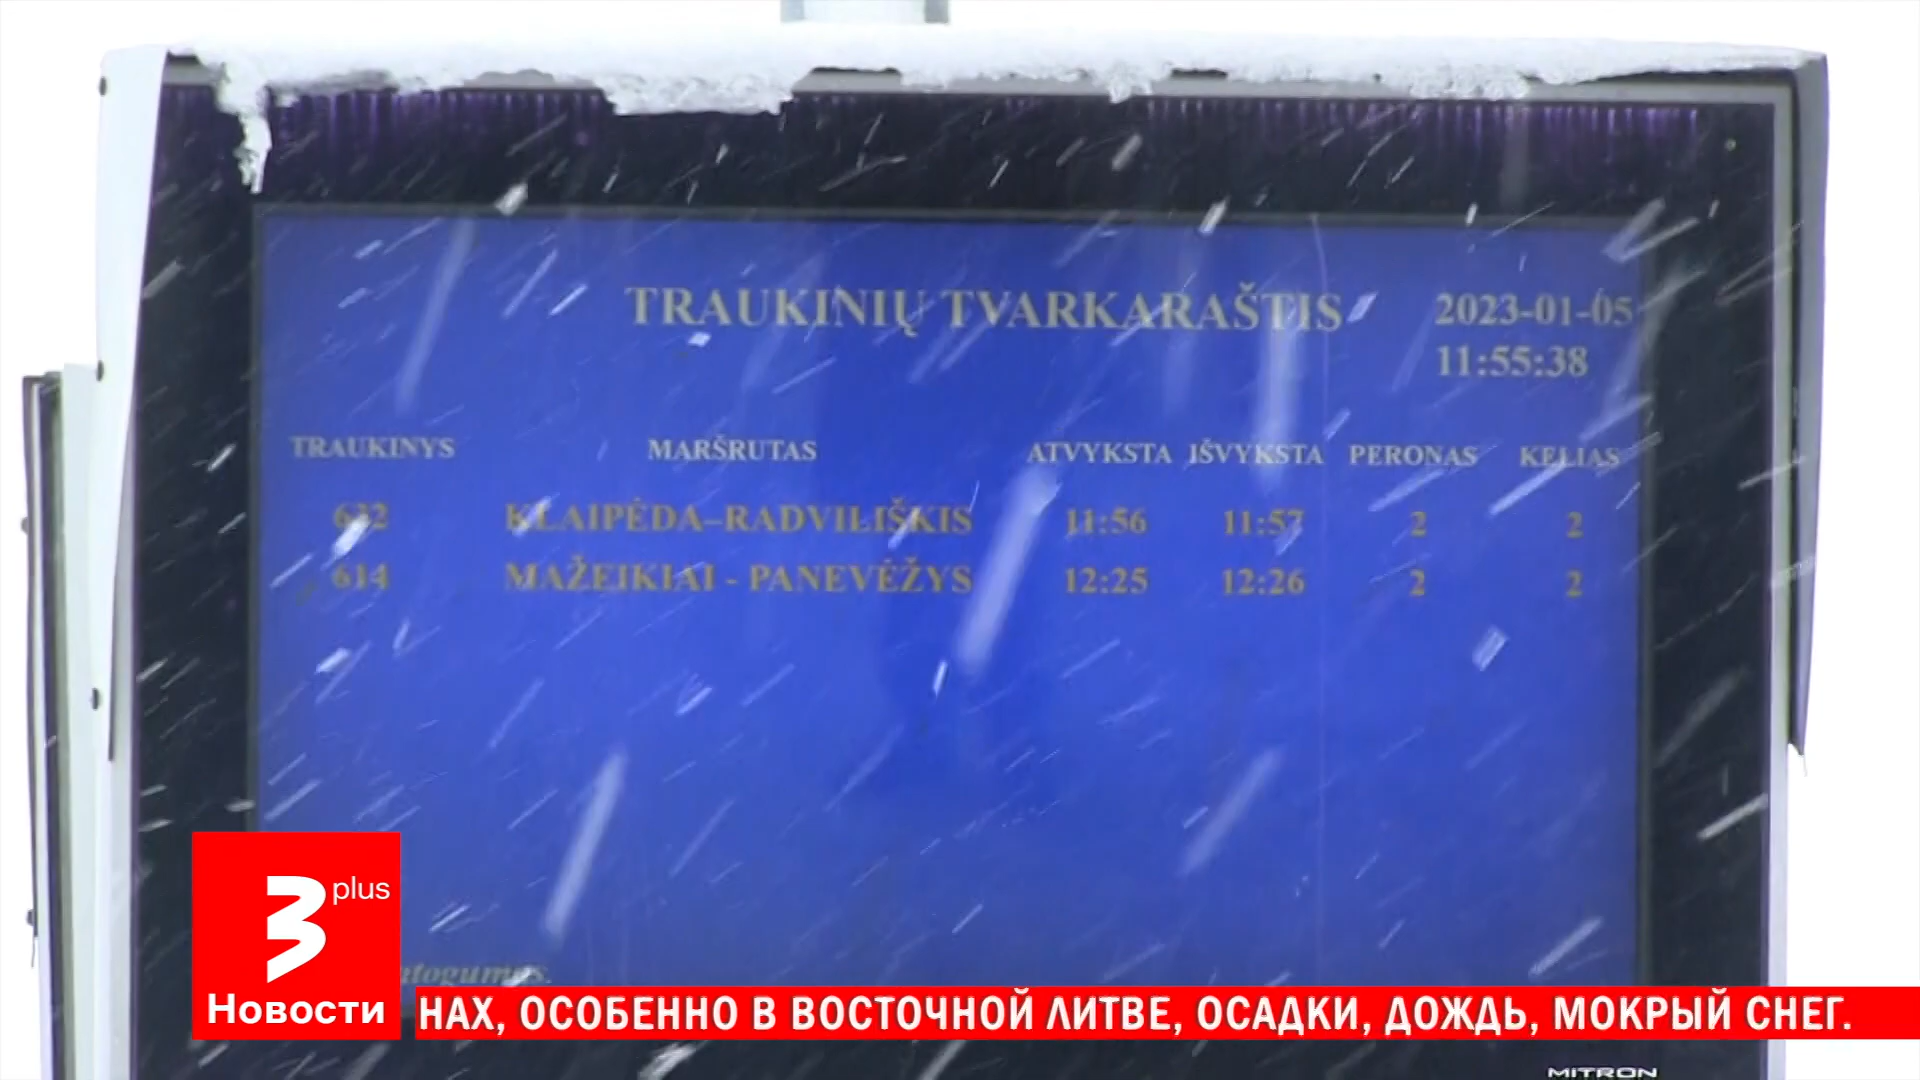 TRAUKINIŲ TVARKARAŠTIS 2023-01-05
11:55:38
TRAUKINYS MARŠRUTAS ATVYKSTA IŠVYKSTA PERONAS KELIAS
632 KLAIPĖDA–RADVILIŠKIS 11:56 11:57 2 2
614 MAŽEIKIAI - PANEVĖŽYS 12:25 12:26 2 2
3 plus
Новости
НАХ, ОСОБЕННО В ВОСТОЧНОЙ ЛИТВЕ, ОСАДКИ, ДОЖДЬ, МОКРЫЙ СНЕГ.
MITRON